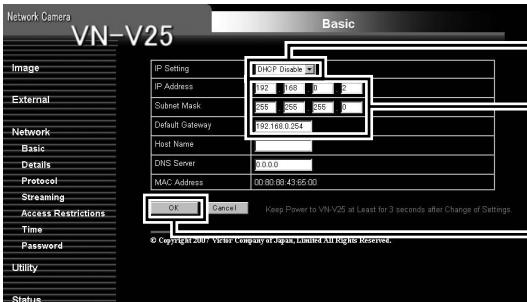 Network Camera
VN-V25
Basic
Image
External
Network
Basic
Details
Protocol
Streaming
Access Restrictions
Time
Password
Utility
Status
IP Setting DHCP Disable
IP Address 192 . 168 . 0 . 2
Subnet Mask 255 . 255 . 255 . 0
Default Gateway 192.168.0.254
Host Name
DNS Server 0.0.0.0
MAC Address 00:80:88:43:65:00
OK Cancel Keep Power to VN-V25 at Least for 3 seconds after Change of Settings.
© Copyright 2007 Victor Company of Japan, Limited All Rights Reserved.